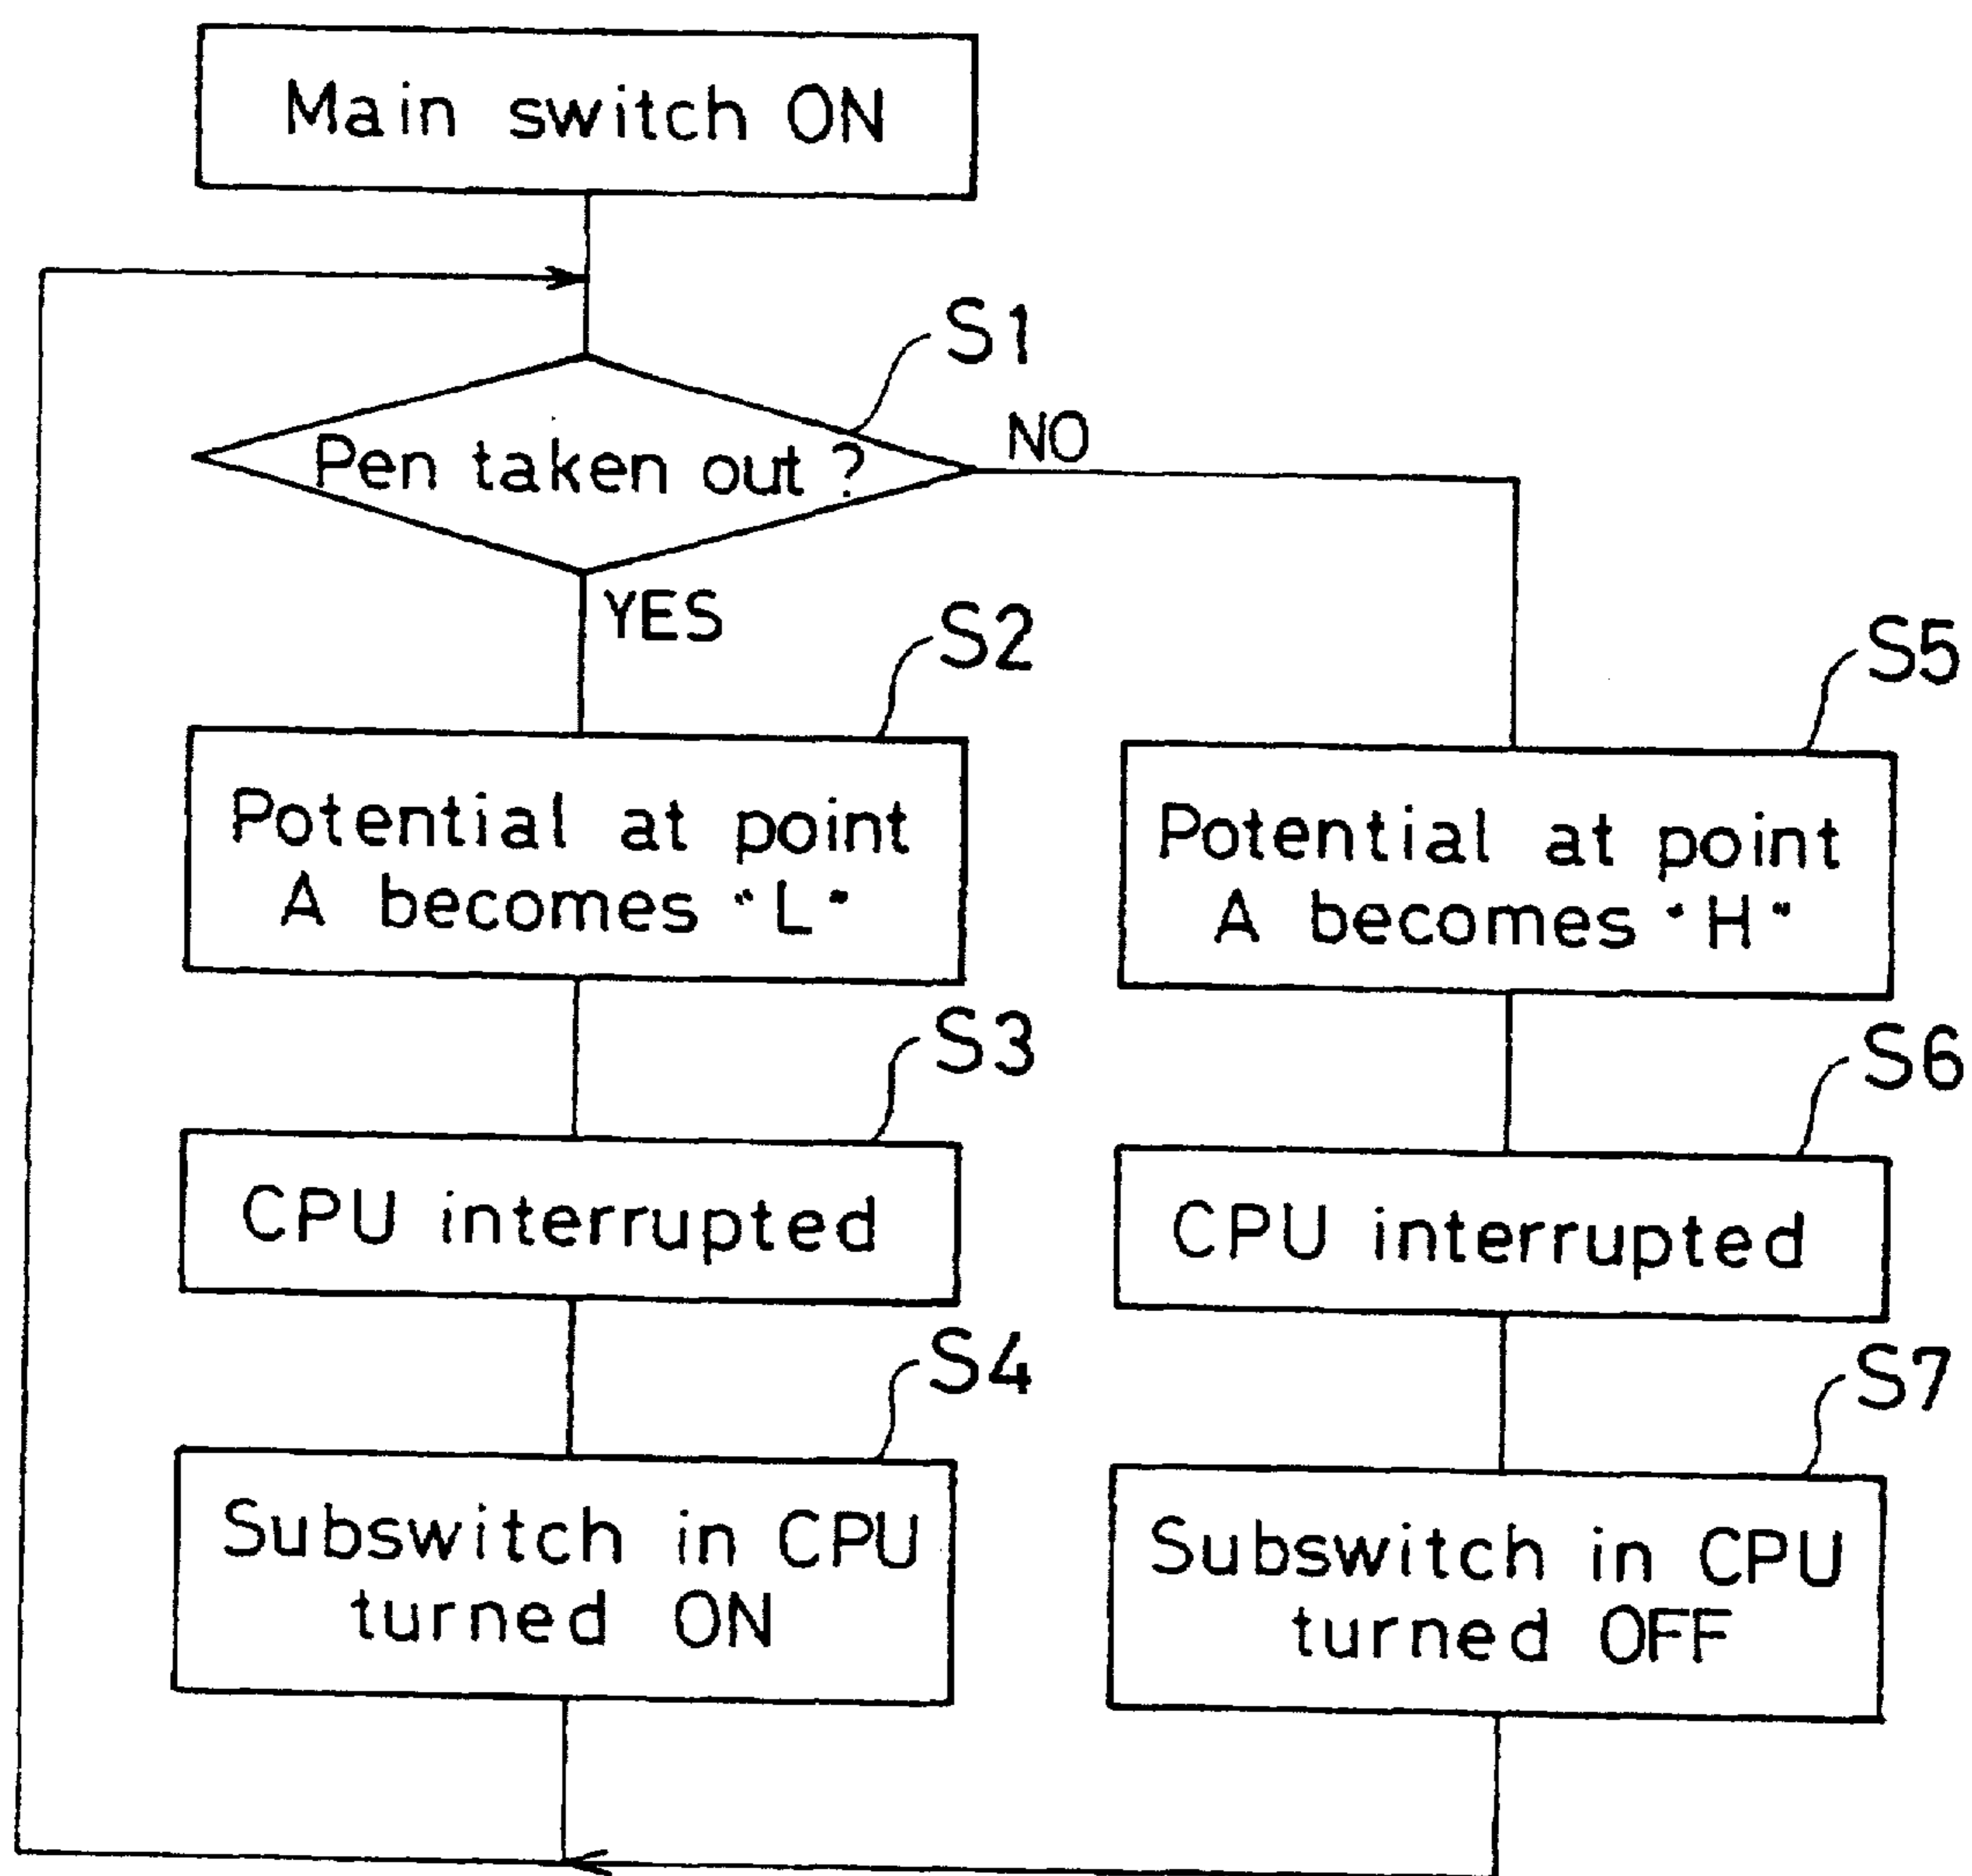 Main switch ON
S1
Pen taken out ?
NO
YES
S2
Potential at point
A becomes "L"
S3
CPU interrupted
S4
Subswitch in CPU
turned ON
S5
Potential at point
A becomes "H"
S6
CPU interrupted
S7
Subswitch in CPU
turned OFF